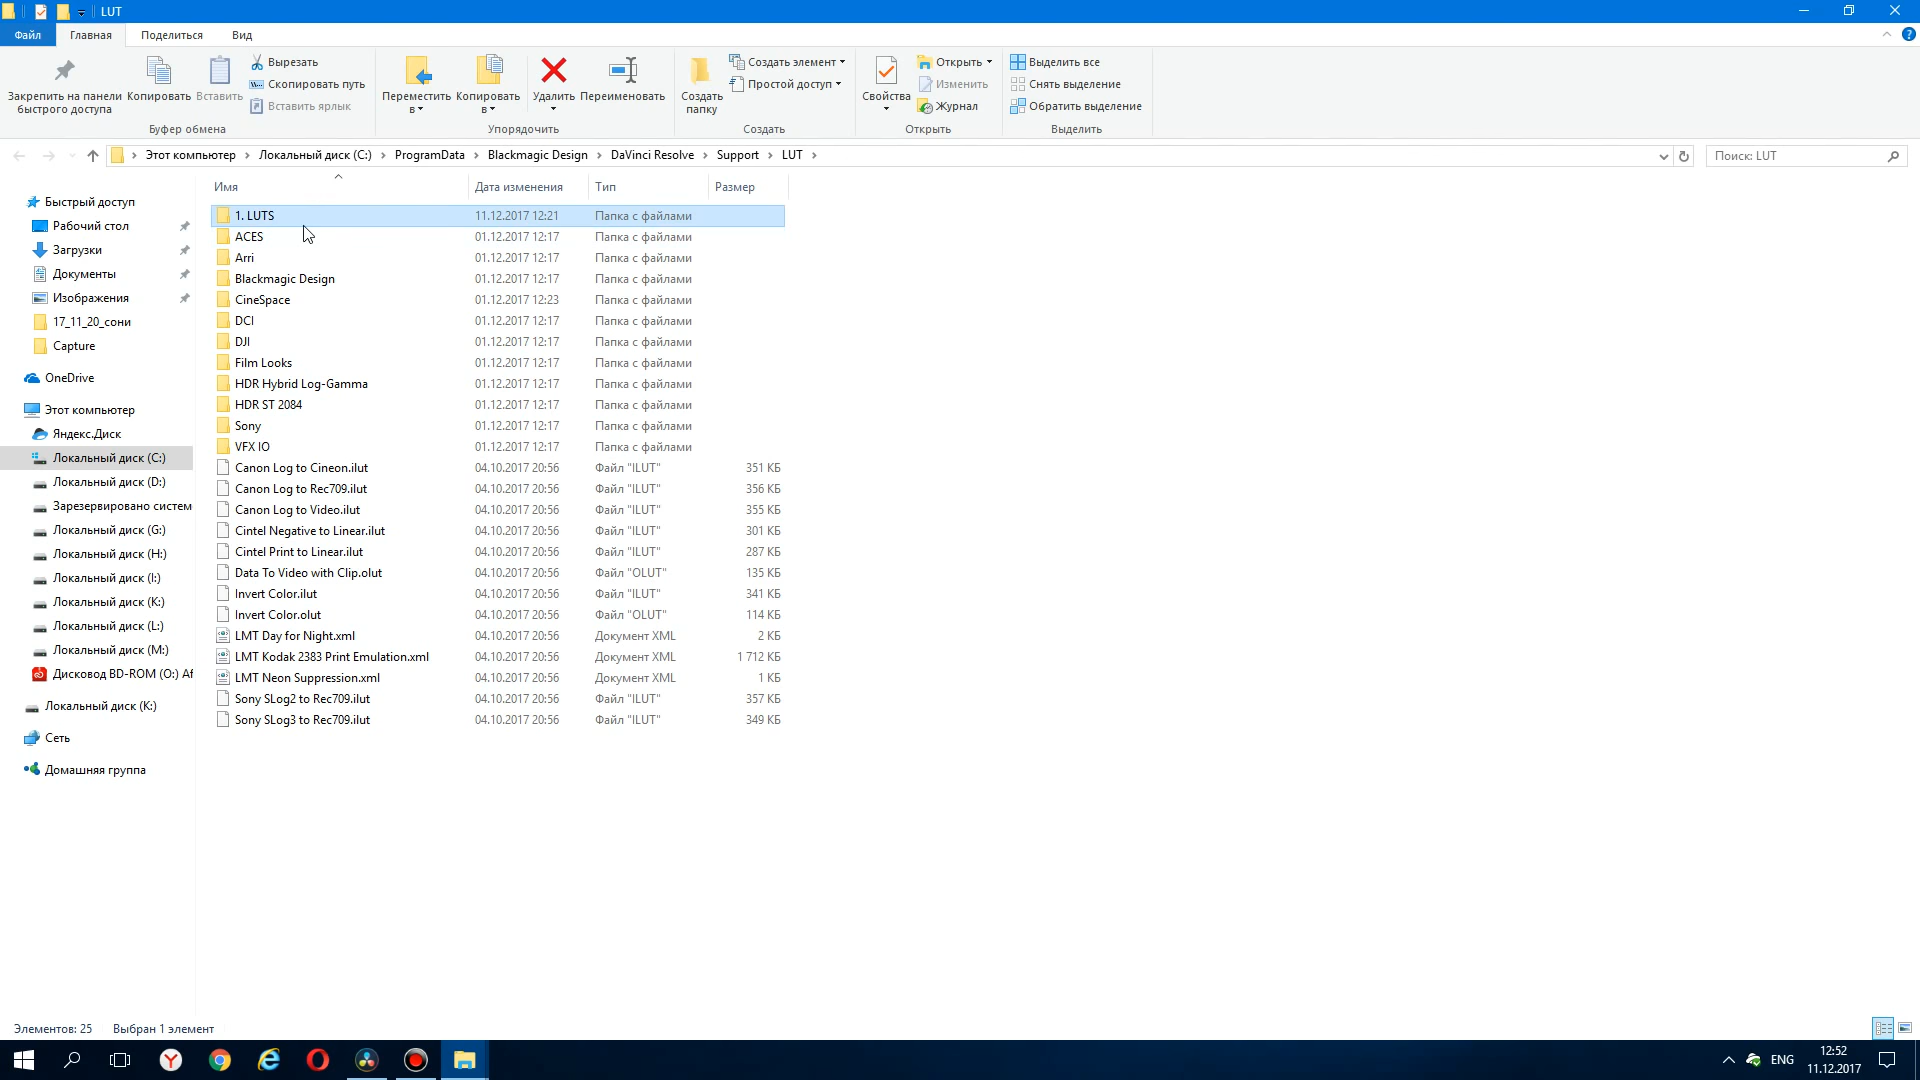 LUT
Файл Главная Поделиться Вид
Закрепить на панели быстрого доступа
Копировать
Вставить
Вырезать
Скопировать путь
Вставить ярлык
Буфер обмена
Переместить в
Копировать в
Удалить
Переименовать
Упорядочить
Создать папку
Создать элемент
Простой доступ
Создать
Свойства
Открыть
Изменить
Журнал
Открыть
Выделить все
Снять выделение
Обратить выделение
Выделить
Этот компьютер Локальный диск (C:) ProgramData Blackmagic Design DaVinci Resolve Support LUT
Поиск: LUT
Быстрый доступ
Рабочий стол
Загрузки
Документы
Изображения
17_11_20_сони
Capture
OneDrive
Этот компьютер
Яндекс.Диск
Локальный диск (C:)
Локальный диск (D:)
Зарезервировано систем
Локальный диск (G:)
Локальный диск (H:)
Локальный диск (I:)
Локальный диск (K:)
Локальный диск (L:)
Локальный диск (M:)
Дисковод BD-ROM (O:) Af
Локальный диск (K:)
Сеть
Домашняя группа
Имя Дата изменения Тип Размер
1. LUTS 11.12.2017 12:21 Папка с файлами
ACES 01.12.2017 12:17 Папка с файлами
Arri 01.12.2017 12:17 Папка с файлами
Blackmagic Design 01.12.2017 12:17 Папка с файлами
CineSpace 01.12.2017 12:23 Папка с файлами
DCI 01.12.2017 12:17 Папка с файлами
DJI 01.12.2017 12:17 Папка с файлами
Film Looks 01.12.2017 12:17 Папка с файлами
HDR Hybrid Log-Gamma 01.12.2017 12:17 Папка с файлами
HDR ST 2084 01.12.2017 12:17 Папка с файлами
Sony 01.12.2017 12:17 Папка с файлами
VFX IO 01.12.2017 12:17 Папка с файлами
Canon Log to Cineon.ilut 04.10.2017 20:56 Файл "ILUT" 351 КБ
Canon Log to Rec709.ilut 04.10.2017 20:56 Файл "ILUT" 356 КБ
Canon Log to Video.ilut 04.10.2017 20:56 Файл "ILUT" 355 КБ
Cintel Negative to Linear.ilut 04.10.2017 20:56 Файл "ILUT" 301 КБ
Cintel Print to Linear.ilut 04.10.2017 20:56 Файл "ILUT" 287 КБ
Data To Video with Clip.olut 04.10.2017 20:56 Файл "OLUT" 135 КБ
Invert Color.ilut 04.10.2017 20:56 Файл "ILUT" 341 КБ
Invert Color.olut 04.10.2017 20:56 Файл "OLUT" 114 КБ
LMT Day for Night.xml 04.10.2017 20:56 Документ XML 2 КБ
LMT Kodak 2383 Print Emulation.xml 04.10.2017 20:56 Документ XML 1 712 КБ
LMT Neon Suppression.xml 04.10.2017 20:56 Документ XML 1 КБ
Sony SLog2 to Rec709.ilut 04.10.2017 20:56 Файл "ILUT" 357 КБ
Sony SLog3 to Rec709.ilut 04.10.2017 20:56 Файл "ILUT" 349 КБ
Элементов: 25 Выбран 1 элемент
ENG
12:52
11.12.2017